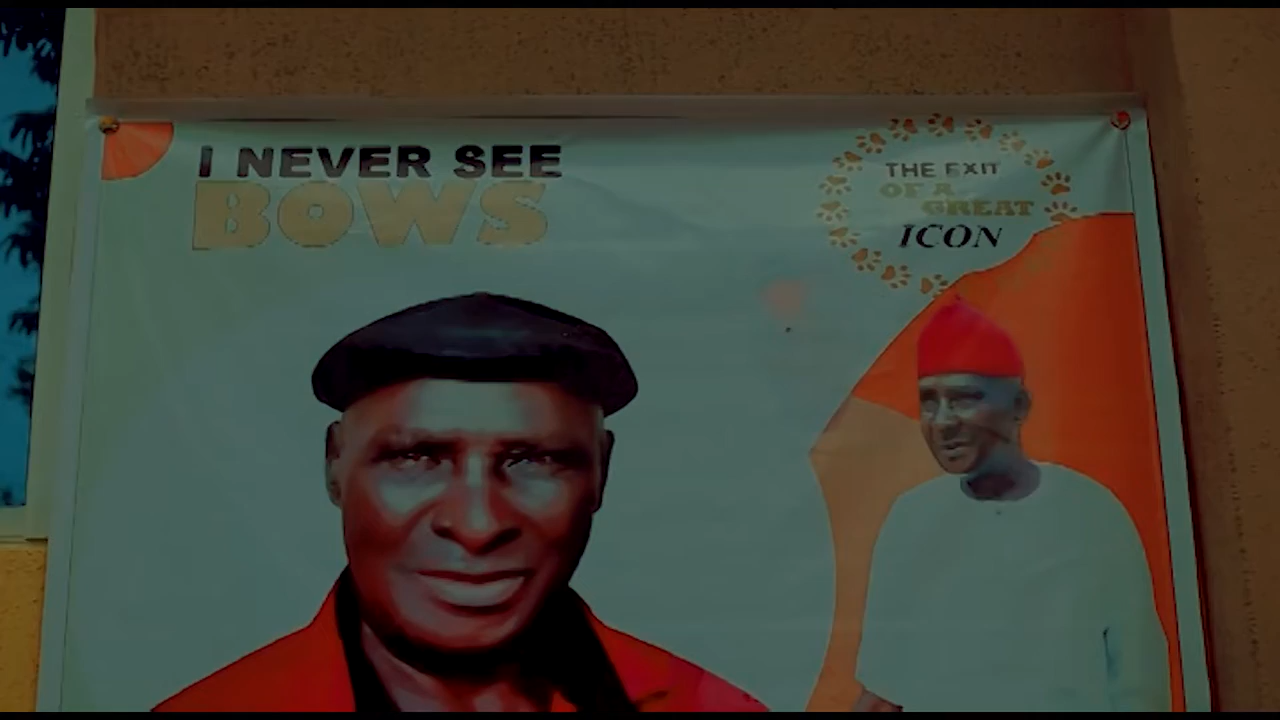 I NEVER SEE
BOWS
THE EXIT
OF A
GREAT
ICON